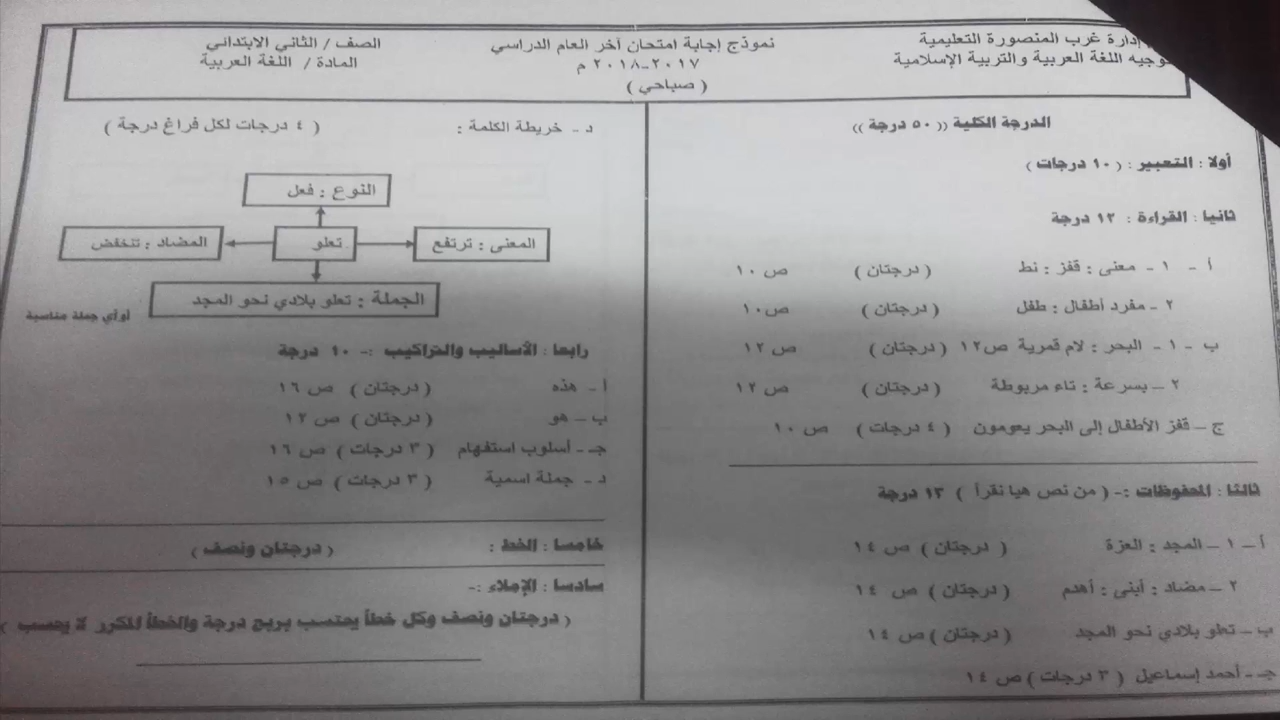 إدارة غرب المنصورة التعليمية
توجيه اللغة العربية والتربية الإسلامية
نموذج إجابة امتحان آخر العام الدراسي
٢٠١٧-٢٠١٨ م
( صباحي )
الصف / الثاني الابتدائي
المادة / اللغة العربية
الدرجة الكلية (( ٥٠ درجة ))
أولا : التعبير : ( ١٠ درجات )
ثانيا : القراءة : ١٢ درجة
أ - ١ - معنى : قفز : نط ( درجتان ) ص ١٠
٢ - مفرد أطفال : طفل ( درجتان ) ص ١٠
ب - ١ - البحر : لام قمرية ص ١٢ ( درجتان ) ص ١٢
٢ - بسرعة : تاء مربوطة ( درجتان ) ص ١٢
ج - قفز الأطفال إلى البحر يعومون ( ٤ درجات ) ص ١٠
ثالثا : المحفوظات :- ( من نص هيا نقرأ ) ١٣ درجة
أ - ١ - المجد : العزة ( درجتان ) ص ١٤
٢ - مضاد : أبنى : أهدم ( درجتان ) ص ١٤
ب - تعلو بلادي نحو المجد ( درجتان ) ص ١٤
جـ - أحمد إسماعيل ( ٣ درجات ) ص ١٤
د - خريطة الكلمة : ( ٤ درجات لكل فراغ درجة )
النوع : فعل
المعنى : ترتفع
تعلو
المضاد : تنخفض
الجملة : تعلو بلادي نحو المجد
أو أي جملة مناسبة
رابعا : الأساليب والتراكيب :- ١٠ درجة
أ - هذه ( درجتان ) ص ١٦
ب - هو ( درجتان ) ص ١٢
جـ - أسلوب استفهام ( ٣ درجات ) ص ١٦
د - جملة اسمية ( ٣ درجات ) ص ١٥
خامسا : الخط : ( درجتان ونصف )
سادسا : الإملاء :-
( درجتان ونصف وكل خطأ يحتسب بربع درجة والخطأ المكرر لا يحسب )